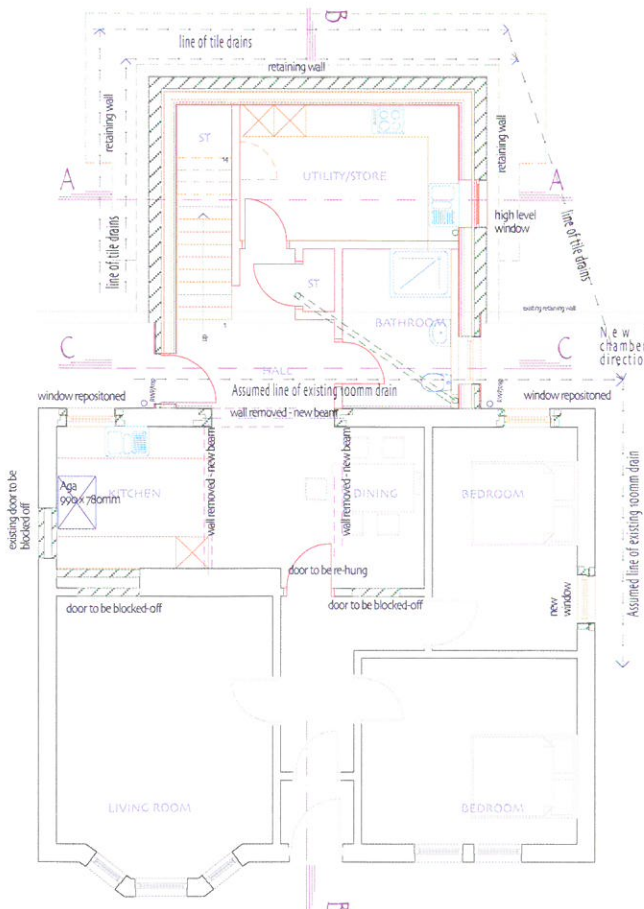 B
line of tile drains
retaining wall
retaining wall
retaining wall
ST
UTILITY/STORE
A
A
high level
window
line of tile drains
line of tile drains
ST
BATHROOM
existing retaining wall
New
chamber
direction
C
C
HALL
Assumed line of existing 100mm drain
window repositoned
window repositoned
wall removed - new beam
wall removed - new beam
wall removed - new beam
Aga
990 x 780mm
KITCHEN
DINING
BEDROOM
existing door to be
blocked off
door to be re-hung
door to be blocked-off
door to be blocked-off
new
window
Assumed line of existing 100mm drain
LIVING ROOM
BEDROOM